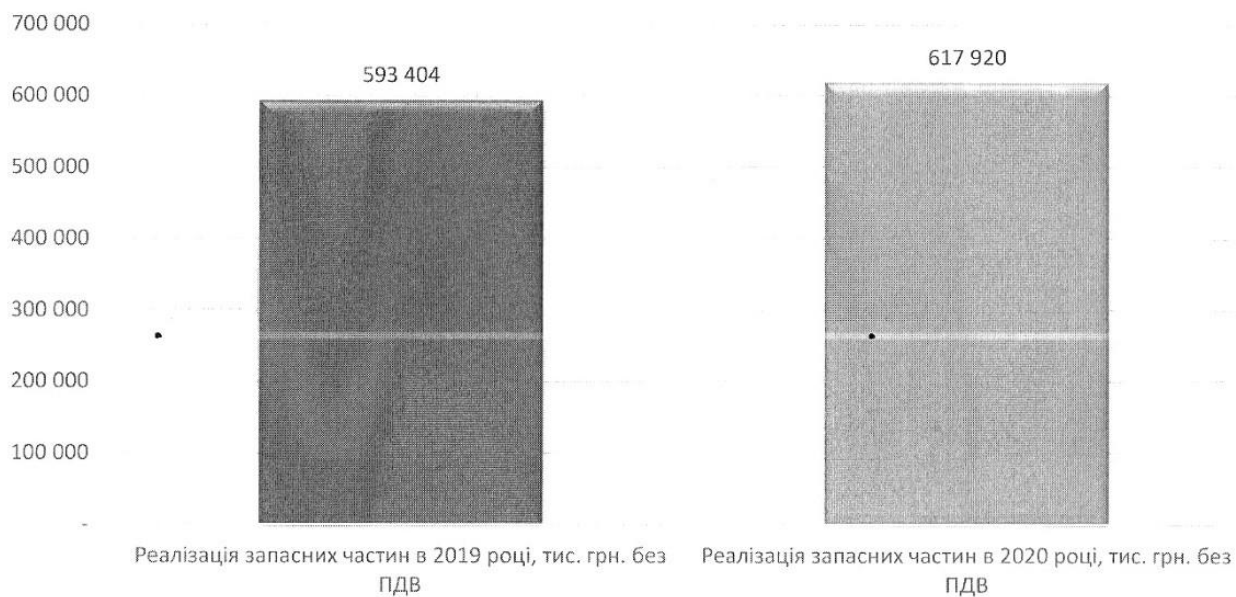 700 000
593 404
617 920
600 000
500 000
400 000
300 000
200 000
100 000
-
Реалізація запасних частин в 2019 році, тис. грн. без
ПДВ
Реалізація запасних частин в 2020 році, тис. грн. без
ПДВ